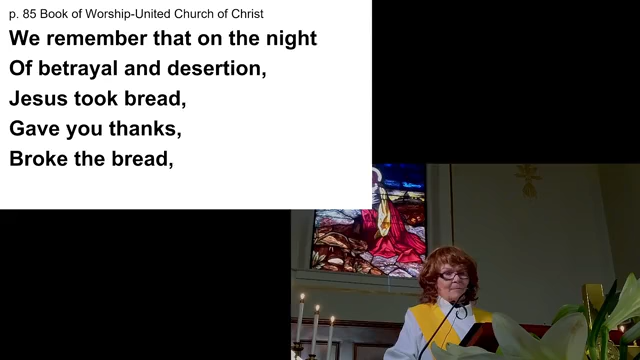 p. 85 Book of Worship-United Church of Christ
We remember that on the night
Of betrayal and desertion,
Jesus took bread,
Gave you thanks,
Broke the bread,